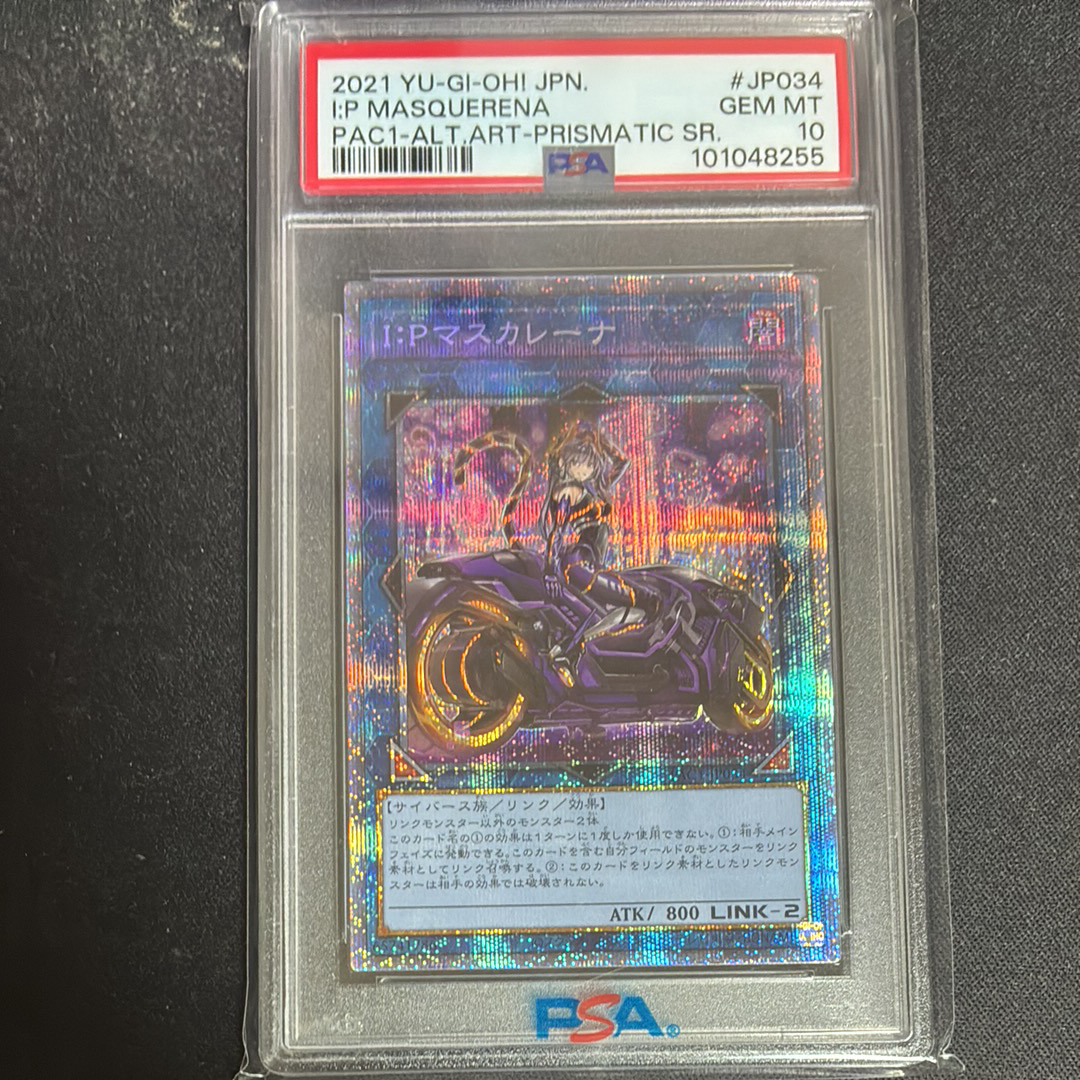 2021 YU-GI-OH! JPN. #JP034
I:P MASQUERENA GEM MT
PAC1-ALT.ART-PRISMATIC SR. 10
PSA 101048255
I:Pマスカレーナ 闇
【サイバース族／リンク／効果】
リンクモンスター以外のモンスター2体
このカード名の①の効果は1ターンに1度しか使用できない。①：相手メイン
フェイズに発動できる。このカードを含む自分フィールドのモンスターをリンク
素材としてリンク召喚する。②：このカードをリンク素材としたリンクモン
スターは相手の効果では破壊されない。
ATK/ 800 LINK-2
PSA®